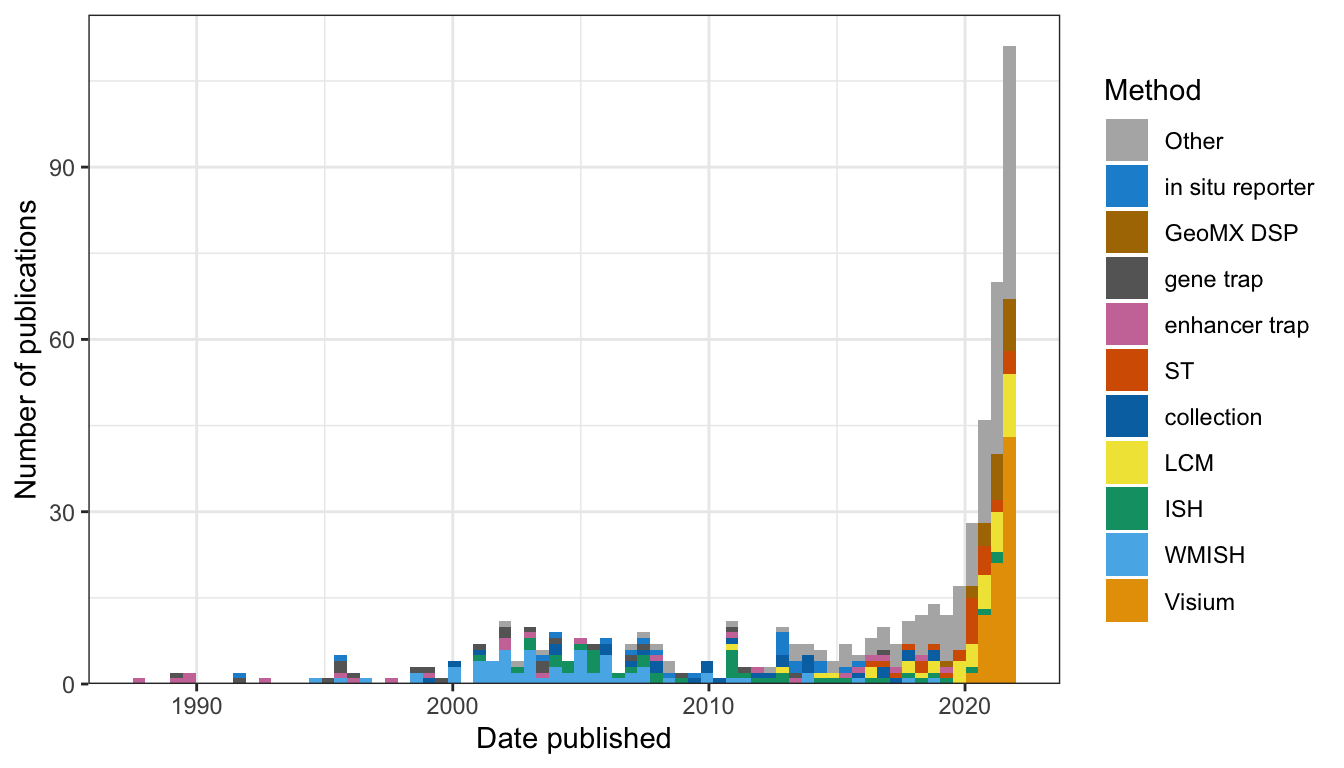 Number of publications
90
60
30
0
1990
2000
2010
2020
Date published
Method
Other
in situ reporter
GeoMX DSP
gene trap
enhancer trap
ST
collection
LCM
ISH
WMISH
Visium